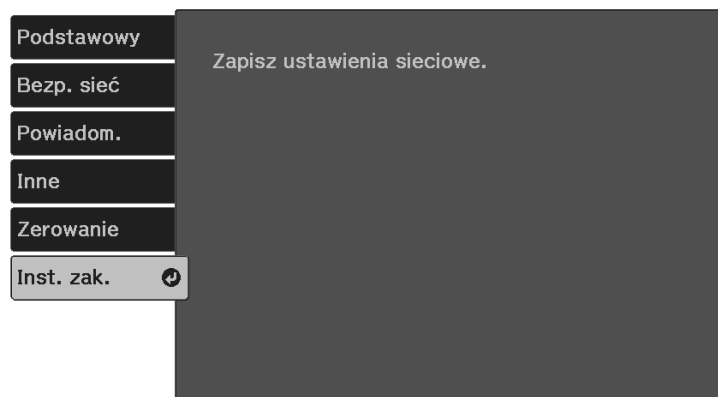 Podstawowy
Bezp. sieć
Powiadom.
Inne
Zerowanie
Inst. zak.
Zapisz ustawienia sieciowe.